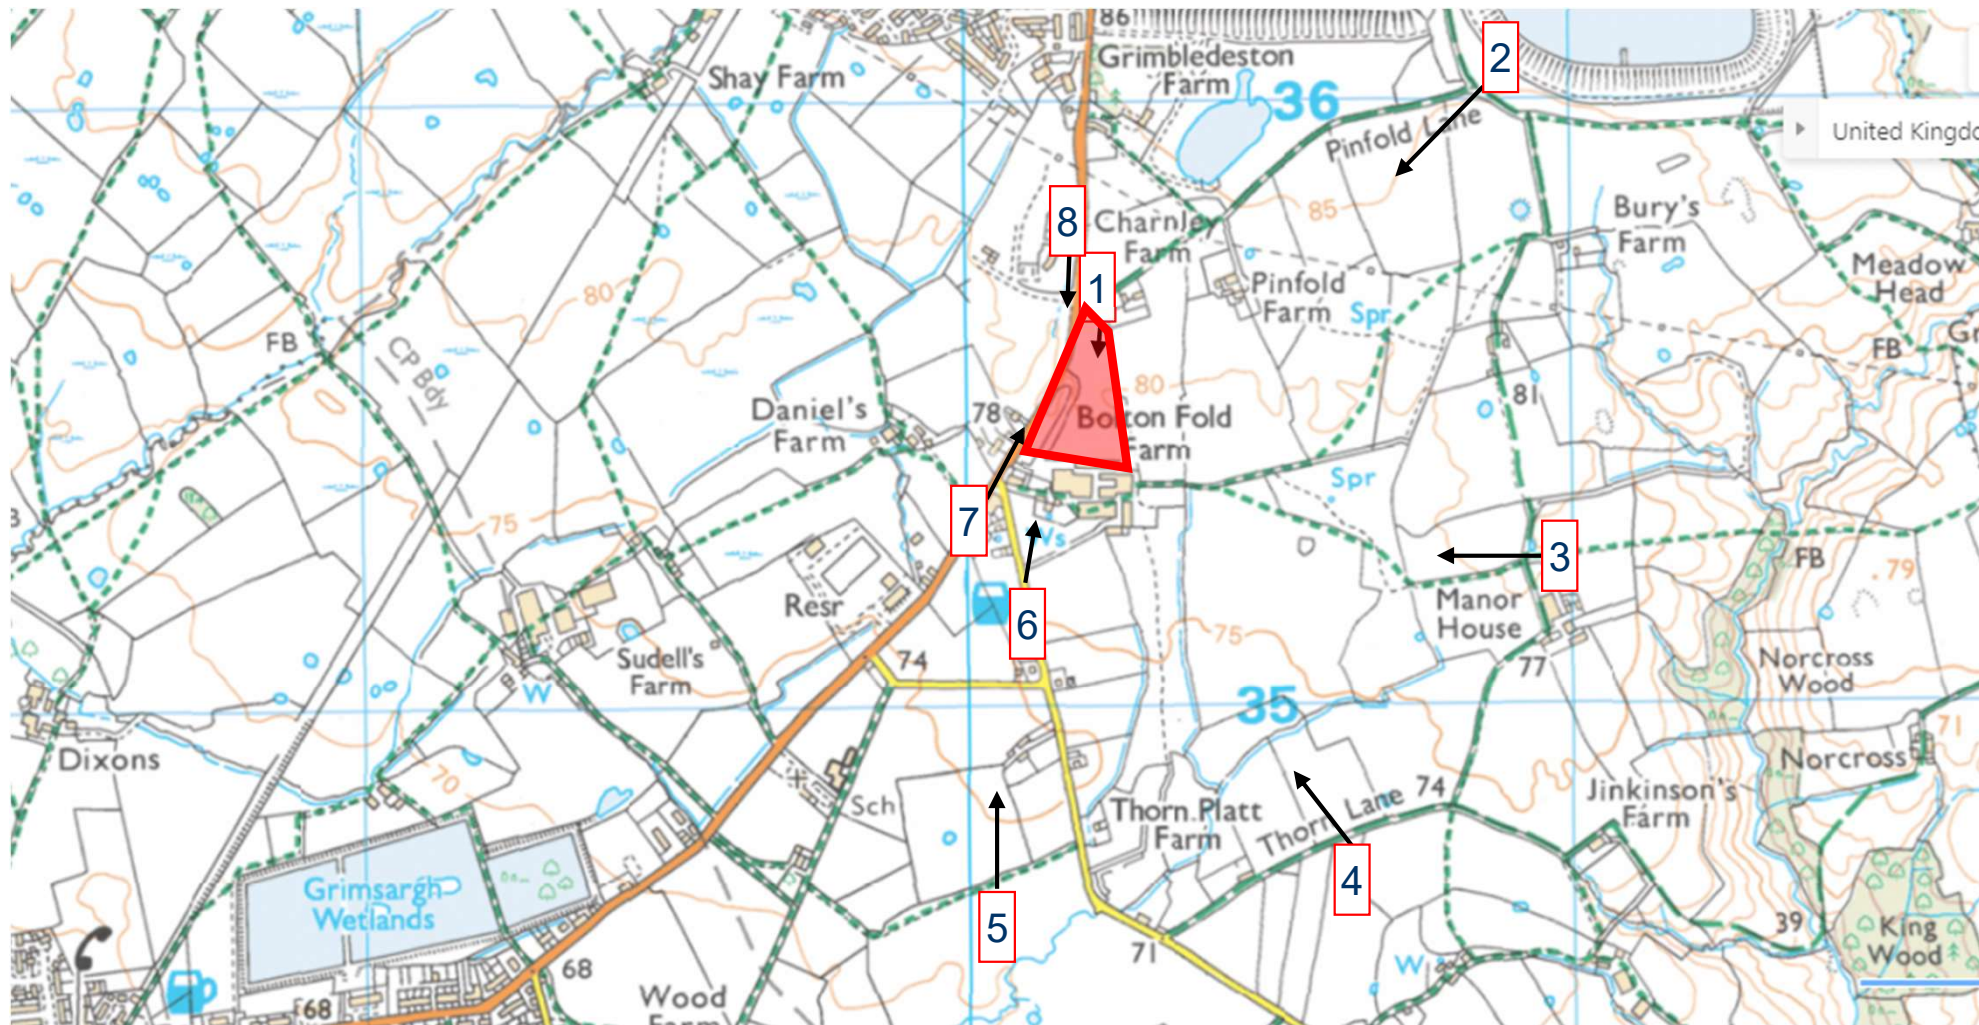 86
Grimbledeston
Farm
Shay Farm
2
36
Pinfold Lane
United Kingdo
8
Charnley
Farm
85
Bury's
Farm
Meadow
Head
1
Pinfold
Farm
Spr
80
FB
CP Bdy
FB
Gr
Daniel's
Farm
78
80
Bolton Fold
Farm
81
Spr
75
7
Ws
3
FB
79
Resr
6
Manor
House
75
Sudell's
Farm
W
74
77
Norcross
Wood
35
Dixons
70
Sch
Norcross
71
Thorn Platt
Farm
Thorn Lane
74
Jinkinson's
Farm
4
Grimsargh
Wetlands
5
71
39
King
Wood
W
68
68
Wood
Farm